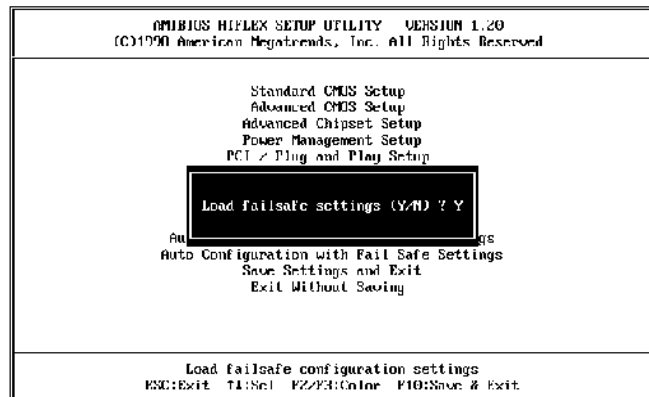 AMIBIOS HIFLEX SETUP UTILITY VERSION 1.20
(C)1998 American Megatrends, Inc. All Rights Reserved
Standard CMOS Setup
Advanced CMOS Setup
Advanced Chipset Setup
Power Management Setup
PCI / Plug and Play Setup
Load failsafe settings (Y/N) ? Y
Au gs
Auto Configuration with Fail Safe Settings
Save Settings and Exit
Exit Without Saving
Load failsafe configuration settings
ESC:Exit ↑↓:Sel F2/F3:Color F10:Save & Exit